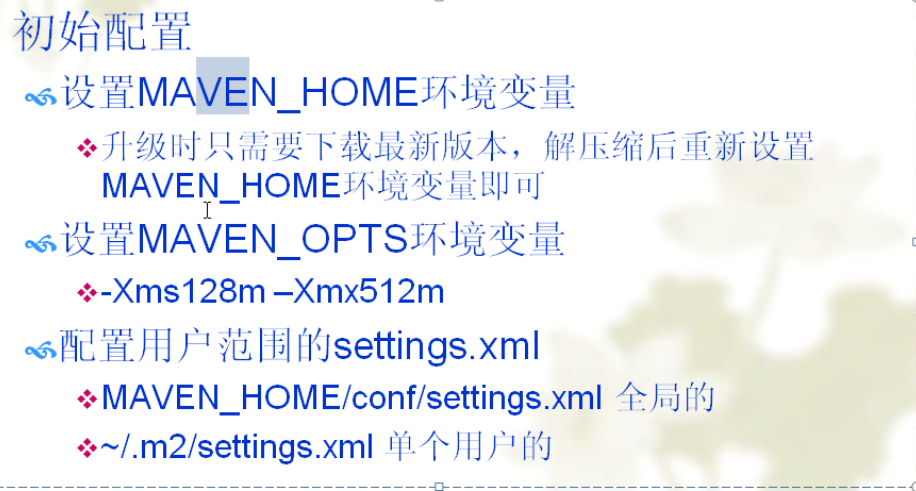 初始配置
设置MAVEN_HOME环境变量
升级时只需要下载最新版本，解压缩后重新设置
MAVEN_HOME环境变量即可
设置MAVEN_OPTS环境变量
-Xms128m –Xmx512m
配置用户范围的settings.xml
MAVEN_HOME/conf/settings.xml 全局的
~/.m2/settings.xml 单个用户的